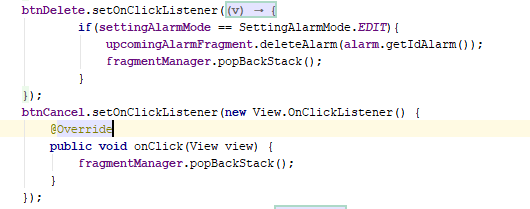 btnDelete.setOnClickListener((v) → {
if(settingAlarmMode == SettingAlarmMode.EDIT){
upcomingAlarmFragment.deleteAlarm(alarm.getIdAlarm());
fragmentManager.popBackStack();
}
});
btnCancel.setOnClickListener(new View.OnClickListener() {
@Override
public void onClick(View view) {
fragmentManager.popBackStack();
}
});